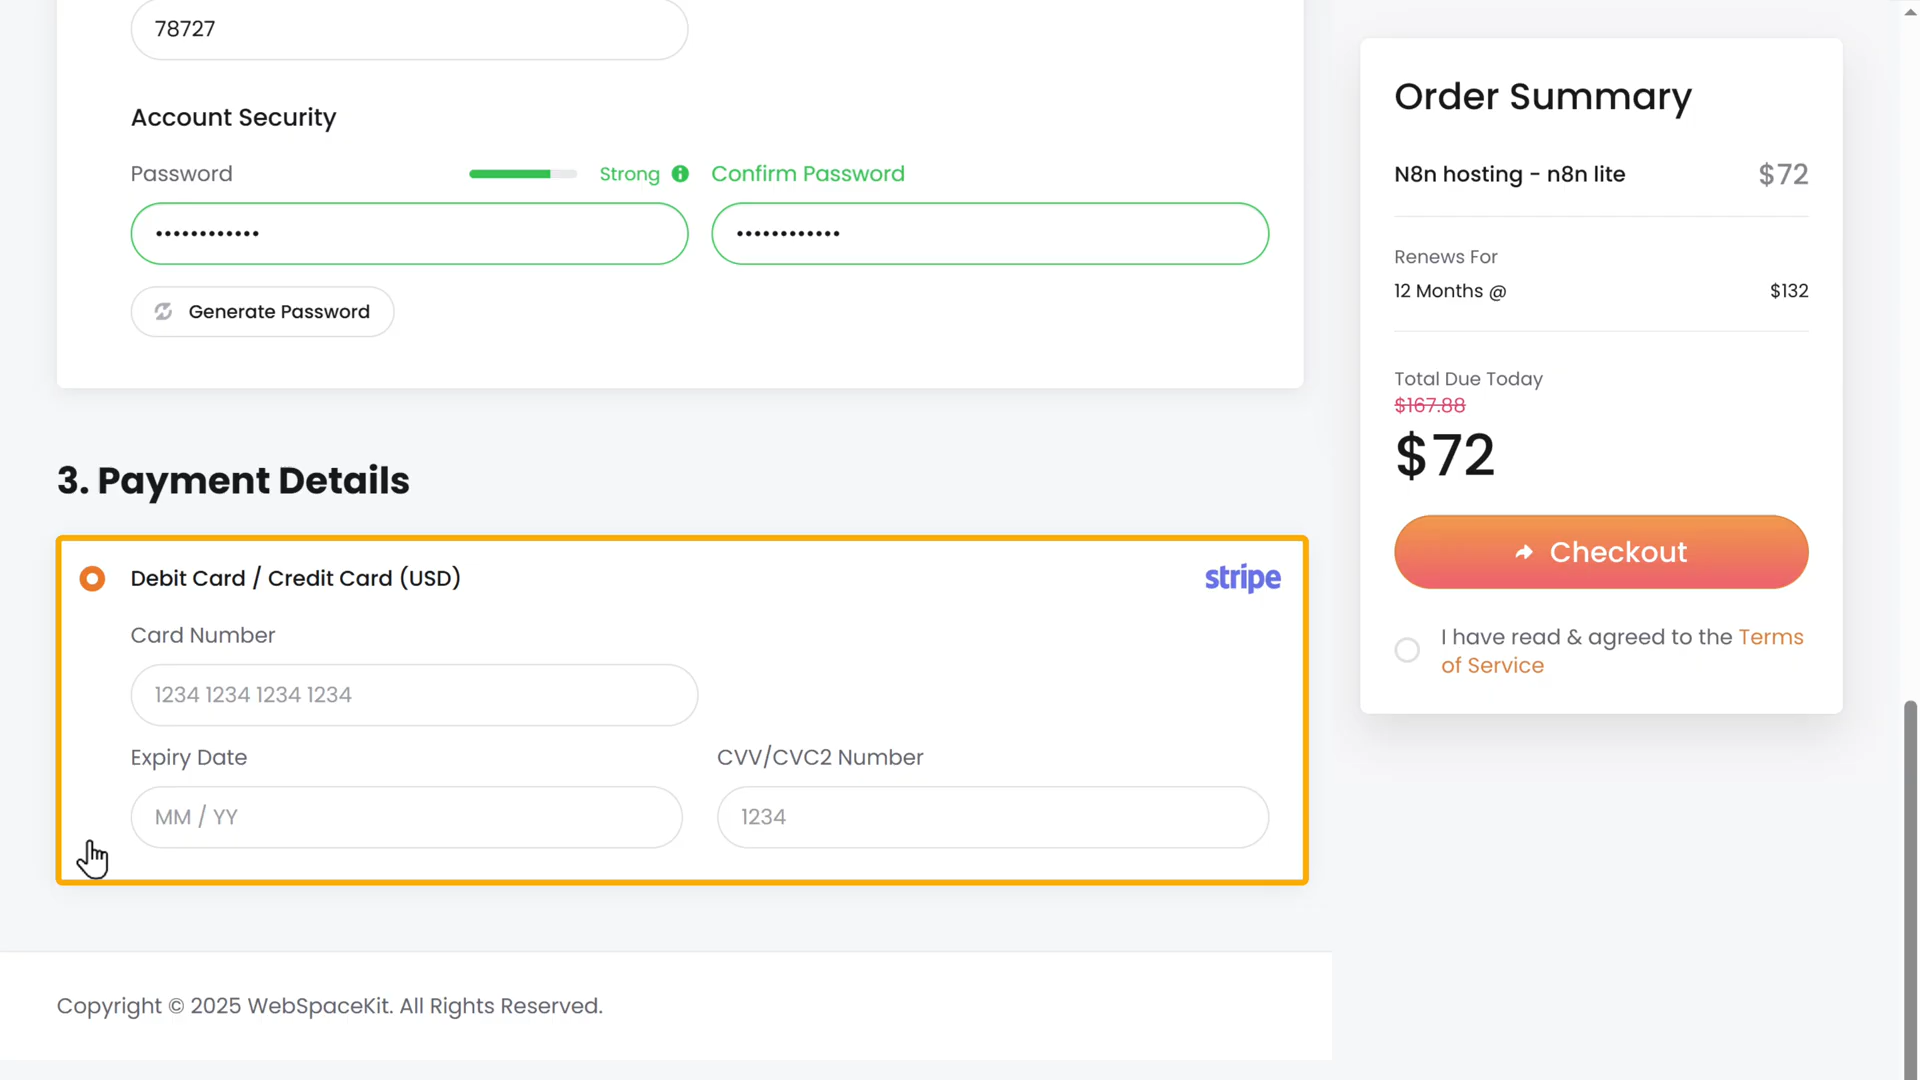 78727
Account Security
Password
Strong
Confirm Password
••••••••••••
••••••••••••
Generate Password
3. Payment Details
Debit Card / Credit Card (USD)
stripe
Card Number
1234 1234 1234 1234
Expiry Date
CVV/CVC2 Number
MM / YY
1234
Copyright © 2025 WebSpaceKit. All Rights Reserved.
Order Summary
N8n hosting - n8n lite
$72
Renews For
12 Months @
$132
Total Due Today
$167.88
$72
Checkout
I have read & agreed to the Terms
of Service